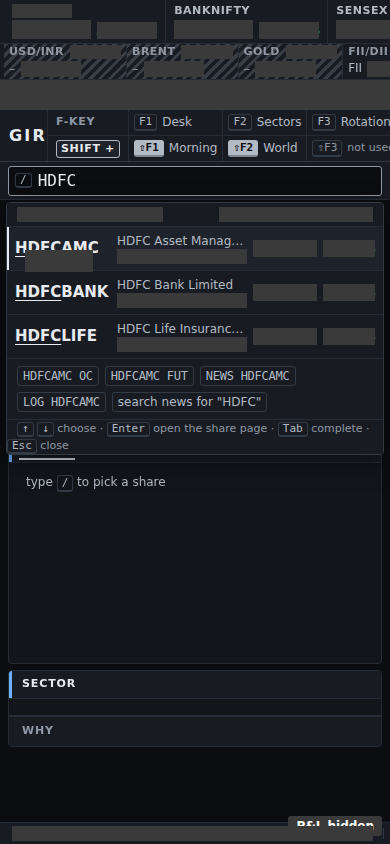 BANKNIFTY SENSEX
USD/INR BRENT GOLD FII/DII
– – – FII
GIR F-KEY F1 Desk F2 Sectors F3 Rotation
SHIFT + ⇧F1 Morning ⇧F2 World ⇧F3 not used
/ HDFC
HDFCAMC HDFC Asset Manag…
HDFCBANK HDFC Bank Limited
HDFCLIFE HDFC Life Insuranc…
HDFCAMC OC HDFCAMC FUT NEWS HDFCAMC
LOG HDFCAMC search news for "HDFC"
↑ ↓ choose · Enter open the share page · Tab complete ·
Esc close
type / to pick a share
SECTOR
WHY
P&L hidden